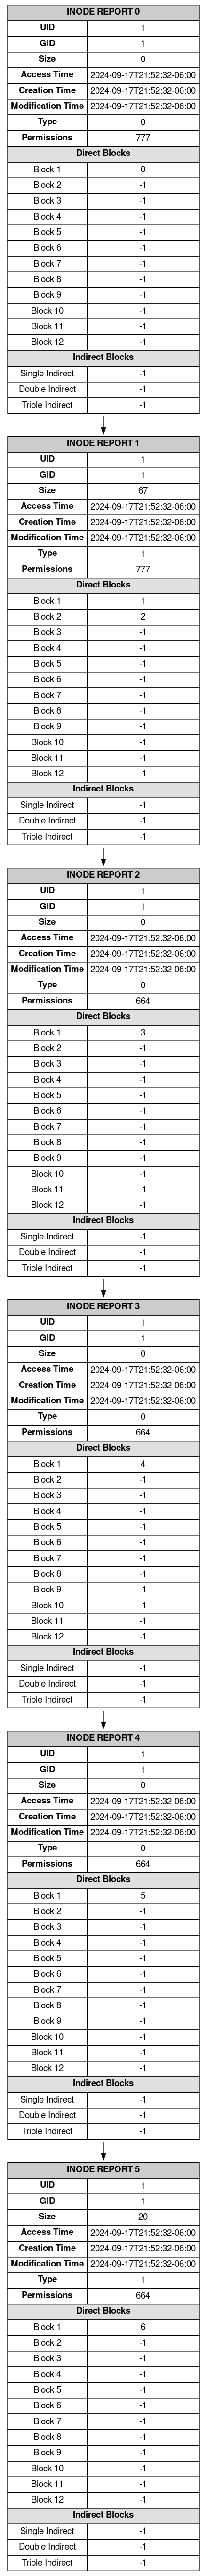 INODE REPORT 0
UID 1
GID 1
Size 0
Access Time 2024-09-17T21:52:32-06:00
Creation Time 2024-09-17T21:52:32-06:00
Modification Time 2024-09-17T21:52:32-06:00
Type 0
Permissions 777
Direct Blocks
Block 1 0
Block 2 -1
Block 3 -1
Block 4 -1
Block 5 -1
Block 6 -1
Block 7 -1
Block 8 -1
Block 9 -1
Block 10 -1
Block 11 -1
Block 12 -1
Indirect Blocks
Single Indirect -1
Double Indirect -1
Triple Indirect -1
INODE REPORT 1
UID 1
GID 1
Size 67
Access Time 2024-09-17T21:52:32-06:00
Creation Time 2024-09-17T21:52:32-06:00
Modification Time 2024-09-17T21:52:32-06:00
Type 1
Permissions 777
Direct Blocks
Block 1 1
Block 2 2
Block 3 -1
Block 4 -1
Block 5 -1
Block 6 -1
Block 7 -1
Block 8 -1
Block 9 -1
Block 10 -1
Block 11 -1
Block 12 -1
Indirect Blocks
Single Indirect -1
Double Indirect -1
Triple Indirect -1
INODE REPORT 2
UID 1
GID 1
Size 0
Access Time 2024-09-17T21:52:32-06:00
Creation Time 2024-09-17T21:52:32-06:00
Modification Time 2024-09-17T21:52:32-06:00
Type 0
Permissions 664
Direct Blocks
Block 1 3
Block 2 -1
Block 3 -1
Block 4 -1
Block 5 -1
Block 6 -1
Block 7 -1
Block 8 -1
Block 9 -1
Block 10 -1
Block 11 -1
Block 12 -1
Indirect Blocks
Single Indirect -1
Double Indirect -1
Triple Indirect -1
INODE REPORT 3
UID 1
GID 1
Size 0
Access Time 2024-09-17T21:52:32-06:00
Creation Time 2024-09-17T21:52:32-06:00
Modification Time 2024-09-17T21:52:32-06:00
Type 0
Permissions 664
Direct Blocks
Block 1 4
Block 2 -1
Block 3 -1
Block 4 -1
Block 5 -1
Block 6 -1
Block 7 -1
Block 8 -1
Block 9 -1
Block 10 -1
Block 11 -1
Block 12 -1
Indirect Blocks
Single Indirect -1
Double Indirect -1
Triple Indirect -1
INODE REPORT 4
UID 1
GID 1
Size 0
Access Time 2024-09-17T21:52:32-06:00
Creation Time 2024-09-17T21:52:32-06:00
Modification Time 2024-09-17T21:52:32-06:00
Type 0
Permissions 664
Direct Blocks
Block 1 5
Block 2 -1
Block 3 -1
Block 4 -1
Block 5 -1
Block 6 -1
Block 7 -1
Block 8 -1
Block 9 -1
Block 10 -1
Block 11 -1
Block 12 -1
Indirect Blocks
Single Indirect -1
Double Indirect -1
Triple Indirect -1
INODE REPORT 5
UID 1
GID 1
Size 20
Access Time 2024-09-17T21:52:32-06:00
Creation Time 2024-09-17T21:52:32-06:00
Modification Time 2024-09-17T21:52:32-06:00
Type 1
Permissions 664
Direct Blocks
Block 1 6
Block 2 -1
Block 3 -1
Block 4 -1
Block 5 -1
Block 6 -1
Block 7 -1
Block 8 -1
Block 9 -1
Block 10 -1
Block 11 -1
Block 12 -1
Indirect Blocks
Single Indirect -1
Double Indirect -1
Triple Indirect -1